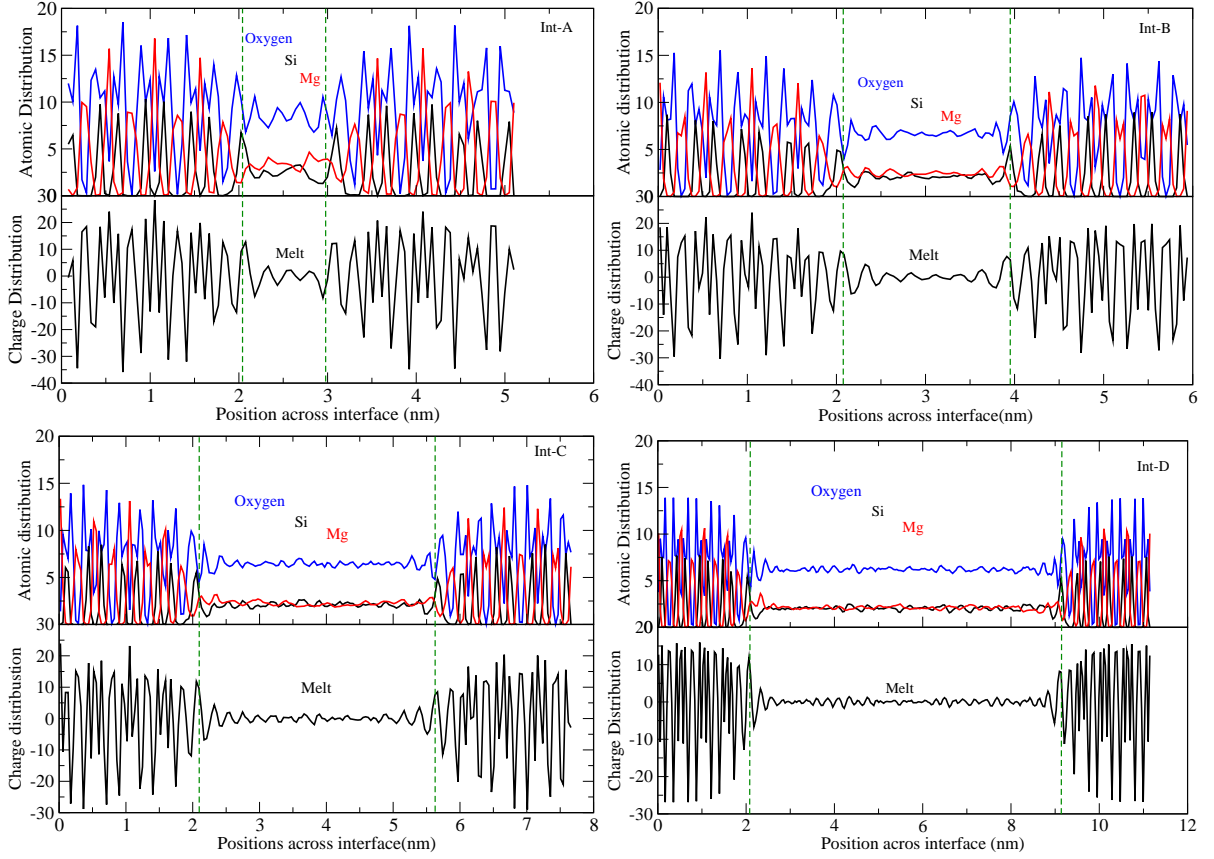 20
15
10
5
30
20
10
0
-10
-20
-30
-40
Atomic Distribution
Charge Distribution
Oxygen
Si
Mg
Int-A
Melt
0 1 2 3 4 5 6
Position across interface (nm)
20
15
10
5
30
20
10
0
-10
-20
-30
-40
Atomic distribution
Charge distribution
Oxygen
Si
Mg
Int-B
Melt
0 1 2 3 4 5 6
Positions across interface(nm)
20
15
10
5
30
20
10
0
-10
-20
-30
Atomic distribution
Charge distribustion
Oxygen
Si
Mg
Int-C
Melt
0 1 2 3 4 5 6 7 8
Positions across interface(nm)
20
15
10
5
20
10
0
-10
-20
-30
Atomic Distribution
Charge Distribution
Oxygen
Si
Mg
Int-D
Melt
0 2 4 6 8 10 12
Positions acros interface(nm)